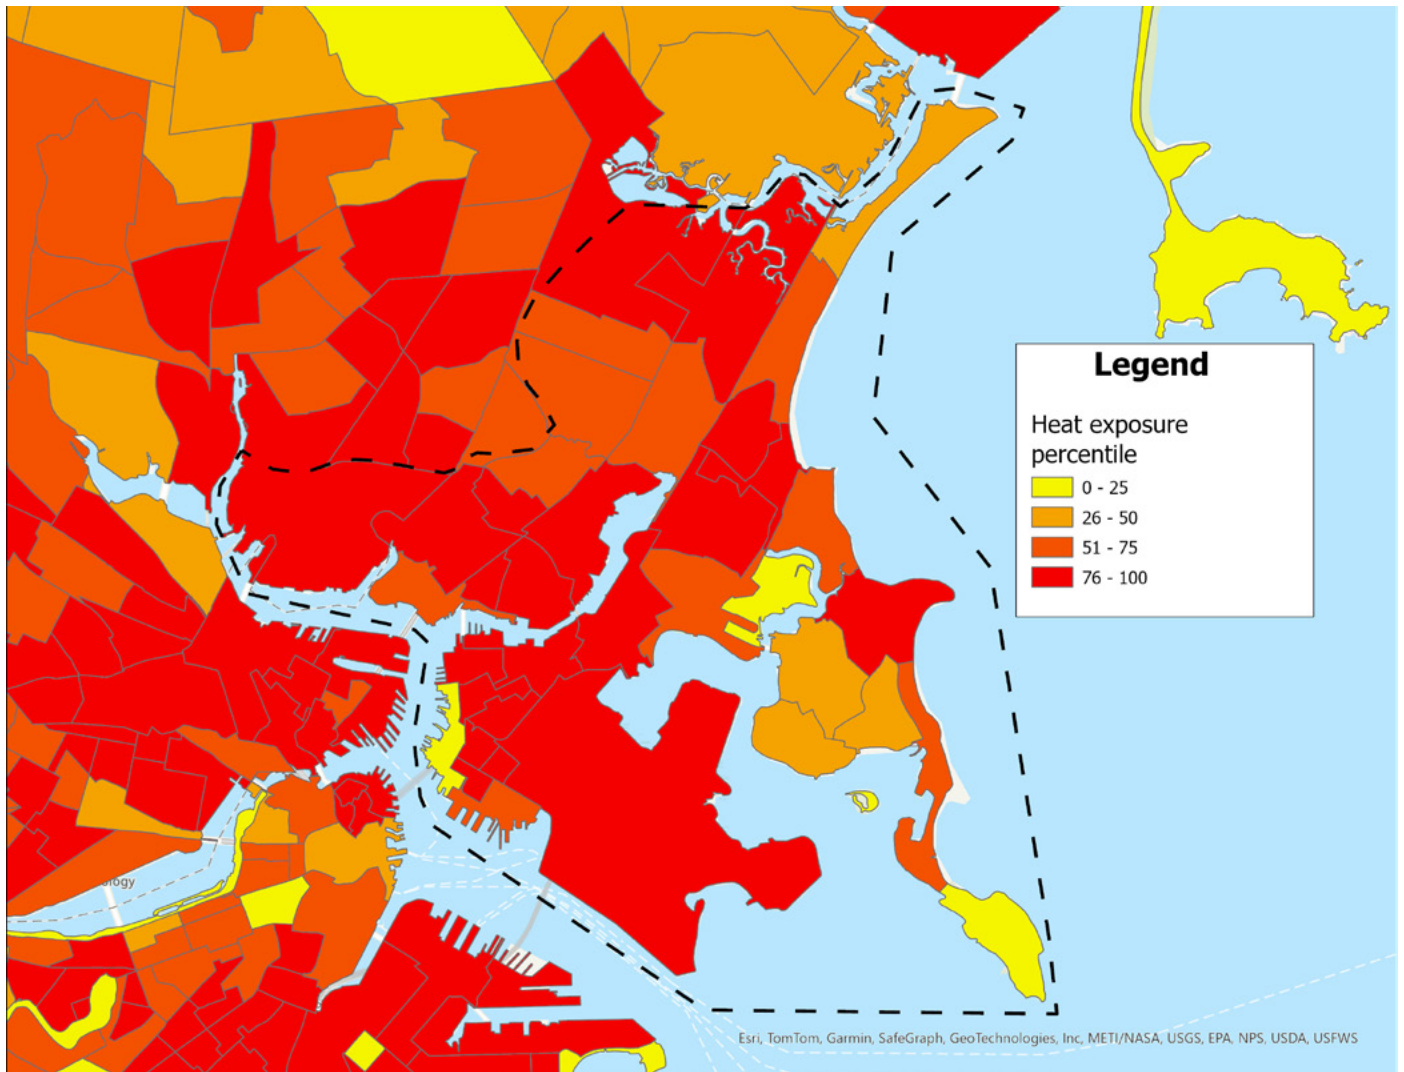 Legend
Heat exposure
percentile
0 - 25
26 - 50
51 - 75
76 - 100
ology
Esri, TomTom, Garmin, SafeGraph, GeoTechnologies, Inc, METI/NASA, USGS, EPA, NPS, USDA, USFWS